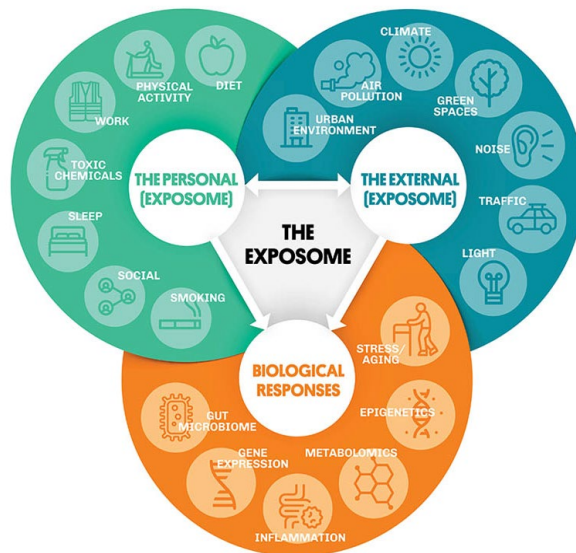 DIET
PHYSICAL
ACTIVITY
WORK
TOXIC
CHEMICALS
SLEEP
SOCIAL
SMOKING
THE PERSONAL
(EXPOSOME)
CLIMATE
AIR
POLLUTION
GREEN
SPACES
URBAN
ENVIRONMENT
NOISE
TRAFFIC
LIGHT
THE EXTERNAL
(EXPOSOME)
THE
EXPOSOME
BIOLOGICAL
RESPONSES
STRESS/
AGING
EPIGENETICS
METABOLOMICS
INFLAMMATION
GENE
EXPRESSION
GUT
MICROBIOME